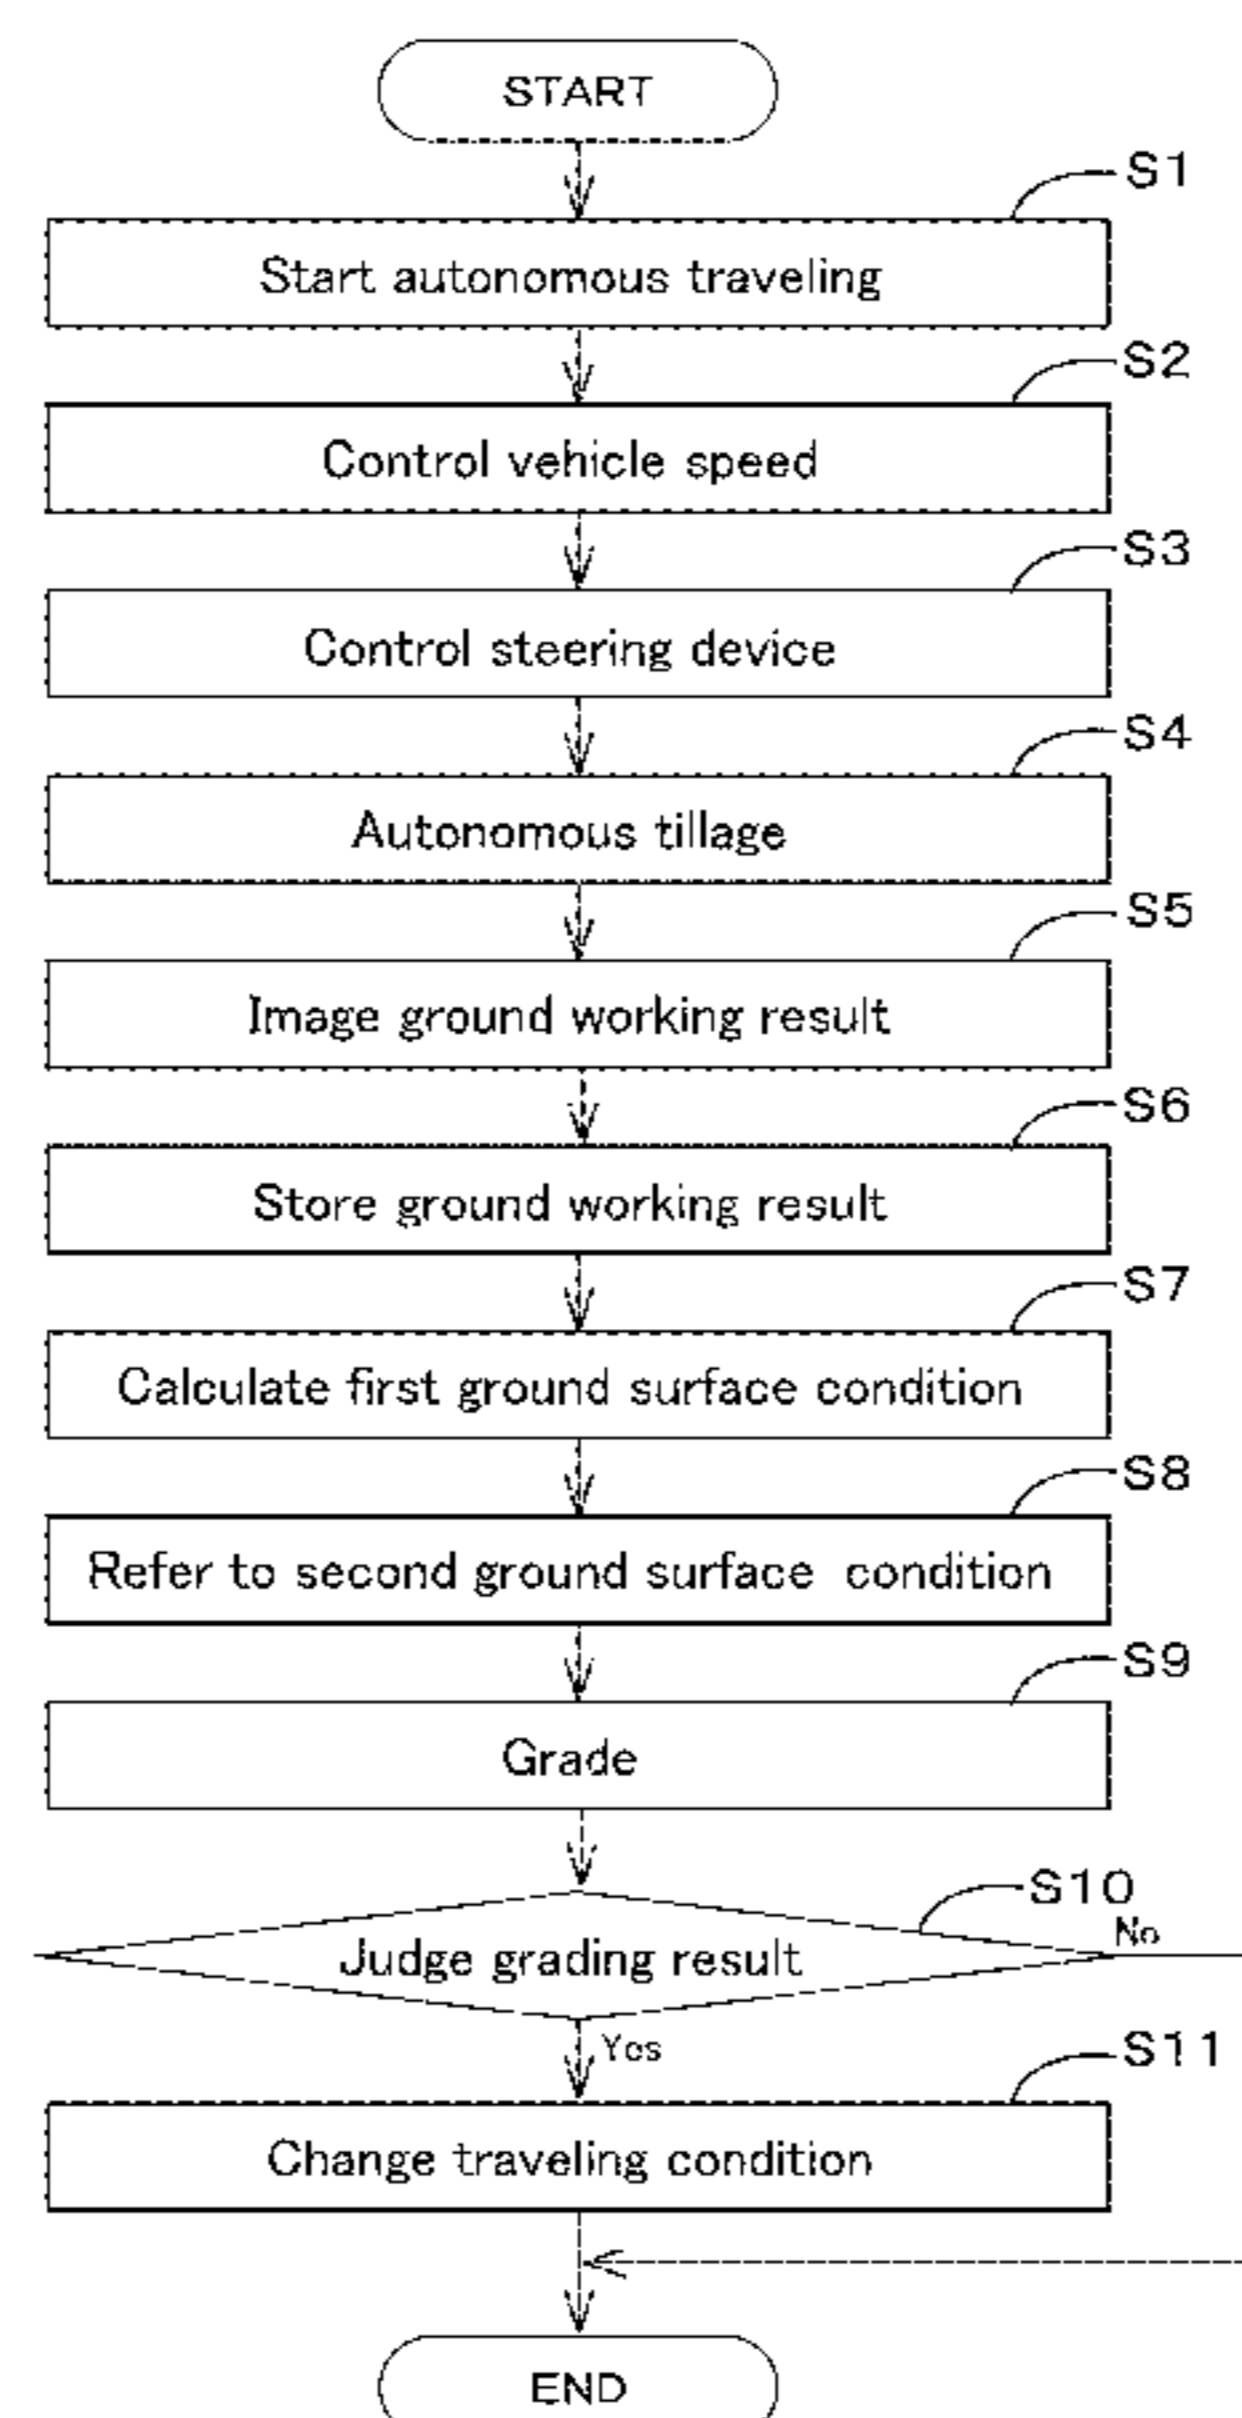 START
S1
Start autonomous traveling
S2
Control vehicle speed
S3
Control steering device
S4
Autonomous tillage
S5
Image ground working result
S6
Store ground working result
S7
Calculate first ground surface condition
S8
Refer to second ground surface condition
S9
Grade
S10
Judge grading result
No
Yes
S11
Change traveling condition
END